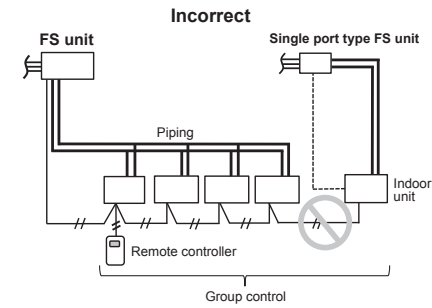 Incorrect
FS unit
Single port type FS unit
Piping
Indoor
unit
Remote controller
Group control